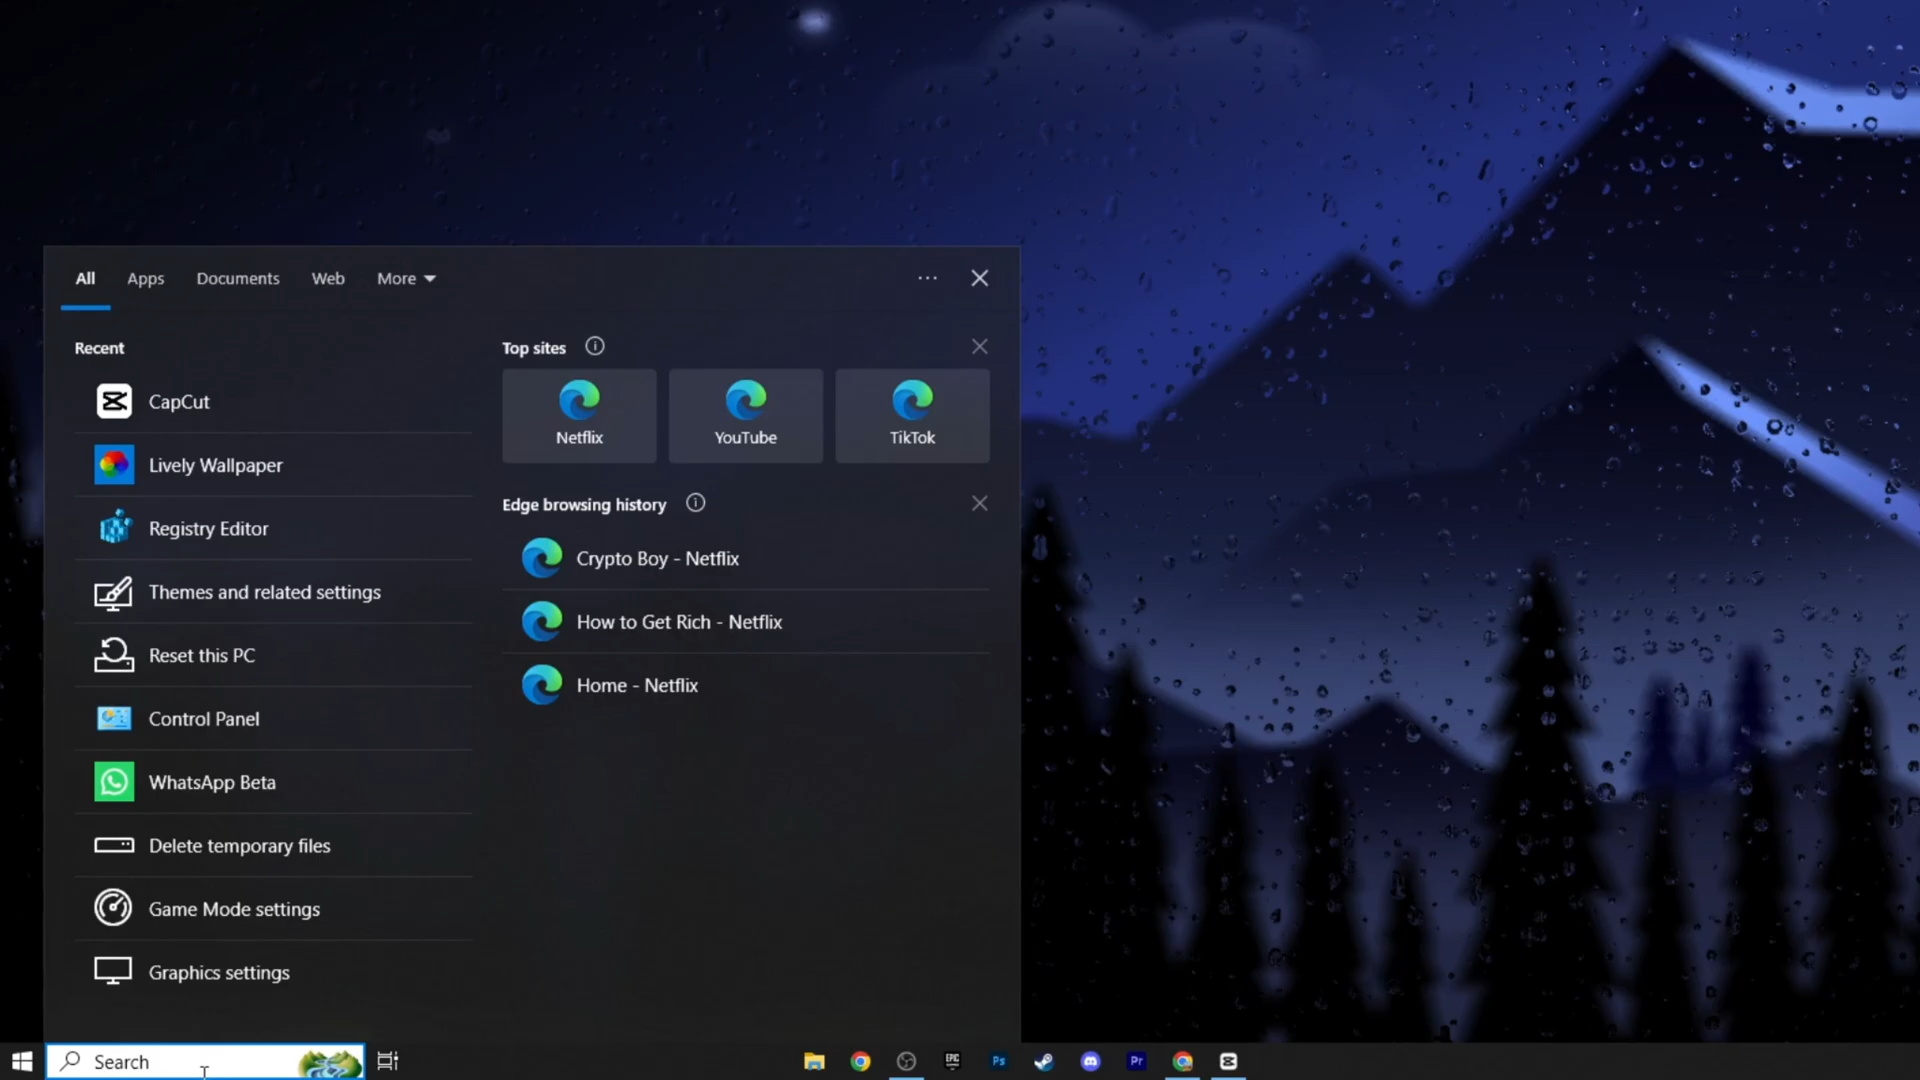 All Apps Documents Web More
Recent
CapCut
Lively Wallpaper
Registry Editor
Themes and related settings
Reset this PC
Control Panel
WhatsApp Beta
Delete temporary files
Game Mode settings
Graphics settings
Top sites
Netflix YouTube TikTok
Edge browsing history
Crypto Boy - Netflix
How to Get Rich - Netflix
Home - Netflix
Search
EPIC
Ps
Pr